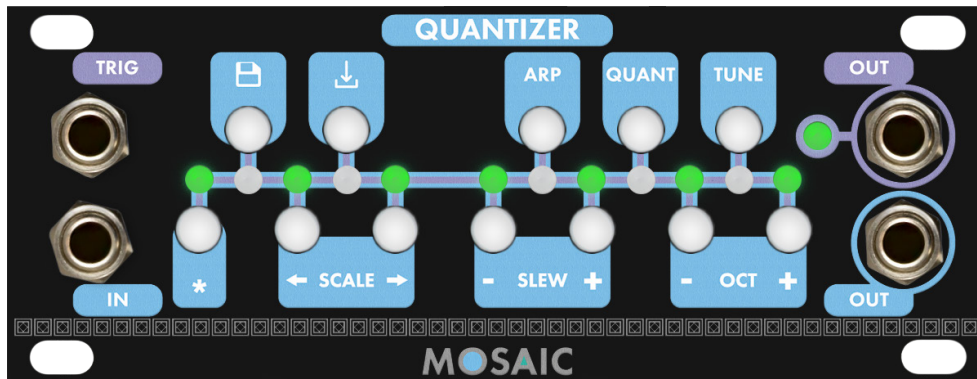 QUANTIZER
TRIG
ARP
QUANT
TUNE
OUT
*
← SCALE →
- SLEW +
- OCT +
IN
OUT
MOSAIC